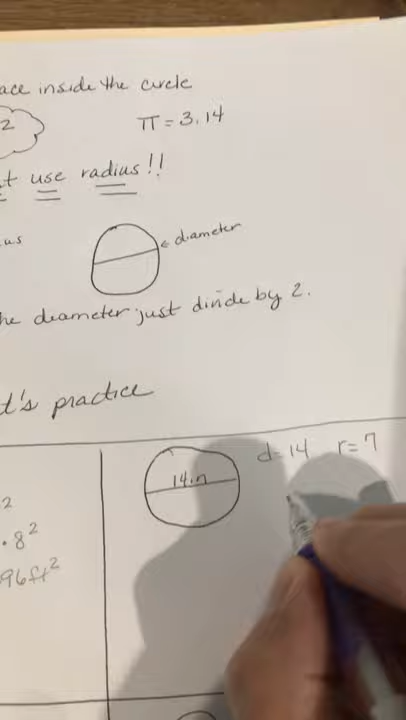 ace inside the circle
2
π = 3.14
t use radius!!
us
diameter
he diameter just divide by 2.
t's practice
14in
d=14 r=7
2
. 8²
96ft²